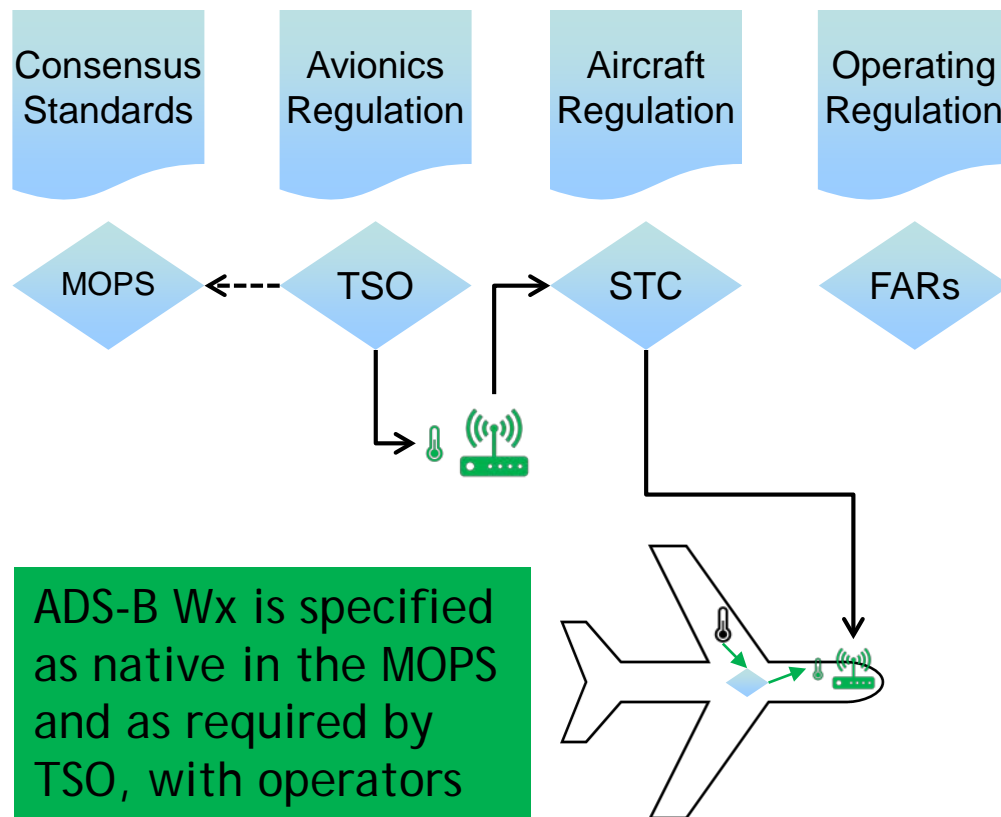 Consensus
Standards
Avionics
Regulation
Aircraft
Regulation
Operating
Regulation
MOPS
TSO
STC
FARs
ADS-B Wx is specified
as native in the MOPS
and as required by
TSO, with operators